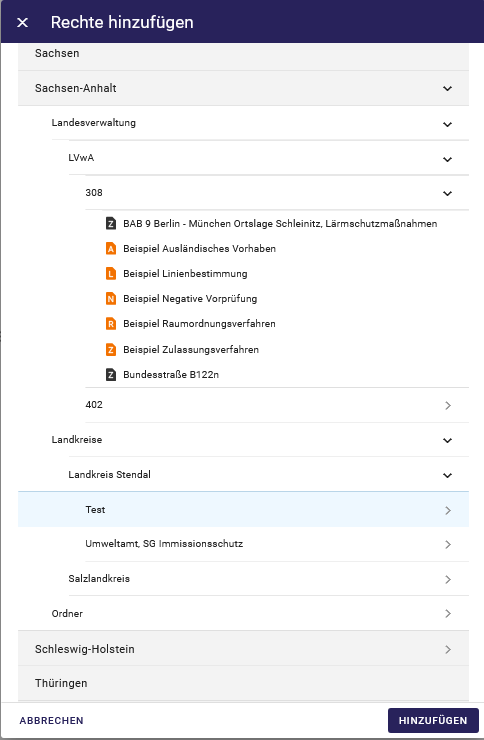 Rechte hinzufügen
Sachsen
Sachsen-Anhalt
Landesverwaltung
LVwA
308
Z BAB 9 Berlin - München Ortslage Schleinitz, Lärmschutzmaßnahmen
A Beispiel Ausländisches Vorhaben
L Beispiel Linienbestimmung
N Beispiel Negative Vorprüfung
R Beispiel Raumordnungsverfahren
Z Beispiel Zulassungsverfahren
Z Bundesstraße B122n
402
Landkreise
Landkreis Stendal
Test
Umweltamt, SG Immissionsschutz
Salzlandkreis
Ordner
Schleswig-Holstein
Thüringen
ABBRECHEN HINZUFÜGEN